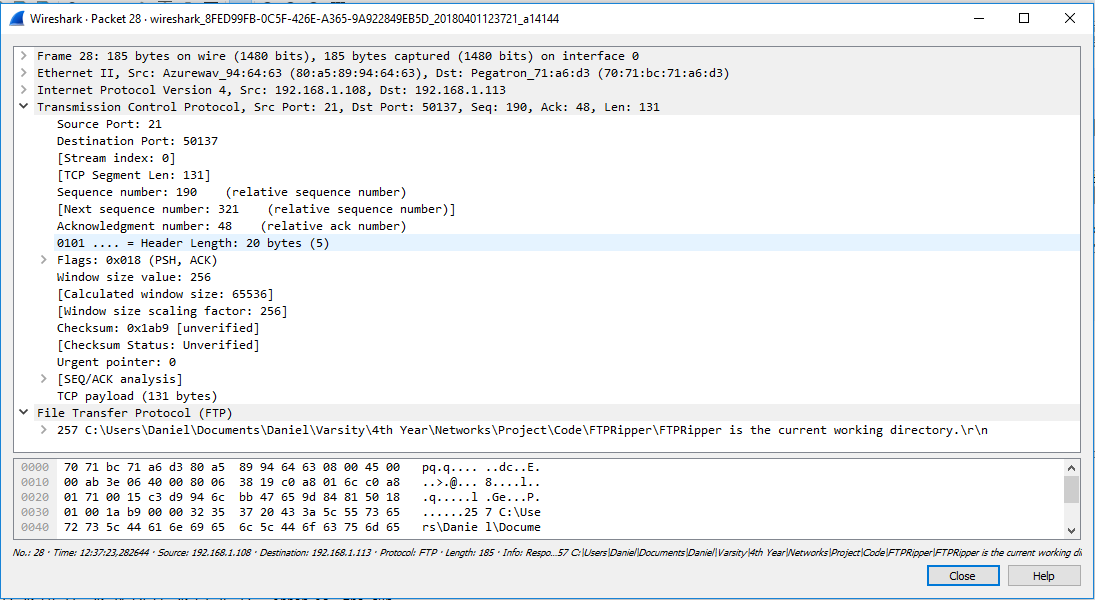 Wireshark · Packet 28 · wireshark_8FED99FB-0C5F-426E-A365-9A922849EB5D_20180401123721_a14144
Frame 28: 185 bytes on wire (1480 bits), 185 bytes captured (1480 bits) on interface 0
Ethernet II, Src: Azurewav_94:64:63 (80:a5:89:94:64:63), Dst: Pegatron_71:a6:d3 (70:71:bc:71:a6:d3)
Internet Protocol Version 4, Src: 192.168.1.108, Dst: 192.168.1.113
Transmission Control Protocol, Src Port: 21, Dst Port: 50137, Seq: 190, Ack: 48, Len: 131
Source Port: 21
Destination Port: 50137
[Stream index: 0]
[TCP Segment Len: 131]
Sequence number: 190    (relative sequence number)
[Next sequence number: 321    (relative sequence number)]
Acknowledgment number: 48    (relative ack number)
0101 .... = Header Length: 20 bytes (5)
Flags: 0x018 (PSH, ACK)
Window size value: 256
[Calculated window size: 65536]
[Window size scaling factor: 256]
Checksum: 0x1ab9 [unverified]
[Checksum Status: Unverified]
Urgent pointer: 0
[SEQ/ACK analysis]
TCP payload (131 bytes)
File Transfer Protocol (FTP)
257 C:\Users\Daniel\Documents\Daniel\Varsity\4th Year\Networks\Project\Code\FTPRipper\FTPRipper is the current working directory.\r\n
0000  70 71 bc 71 a6 d3 80 a5  89 94 64 63 08 00 45 00   pq.q.... ..dc..E.
0010  00 ab 3e 06 40 00 80 06  38 19 c0 a8 01 6c c0 a8   ..>.@... 8....l..
0020  01 71 00 15 c3 d9 94 6c  bb 47 65 9d 84 81 50 18   .q.....l .Ge...P.
0030  01 00 1a b9 00 00 32 35  37 20 43 3a 5c 55 73 65   ......25 7 C:\Use
0040  72 73 5c 44 61 6e 69 65  6c 5c 44 6f 63 75 6d 65   rs\Danie l\Docume
No.: 28 · Time: 12:37:23,282644 · Source: 192.168.1.108 · Destination: 192.168.1.113 · Protocol: FTP · Length: 185 · Info: Respo...57 C:\Users\Daniel\Documents\Daniel\Varsity\4th Year\Networks\Project\Code\FTPRipper\FTPRipper is the current working di
Close
Help